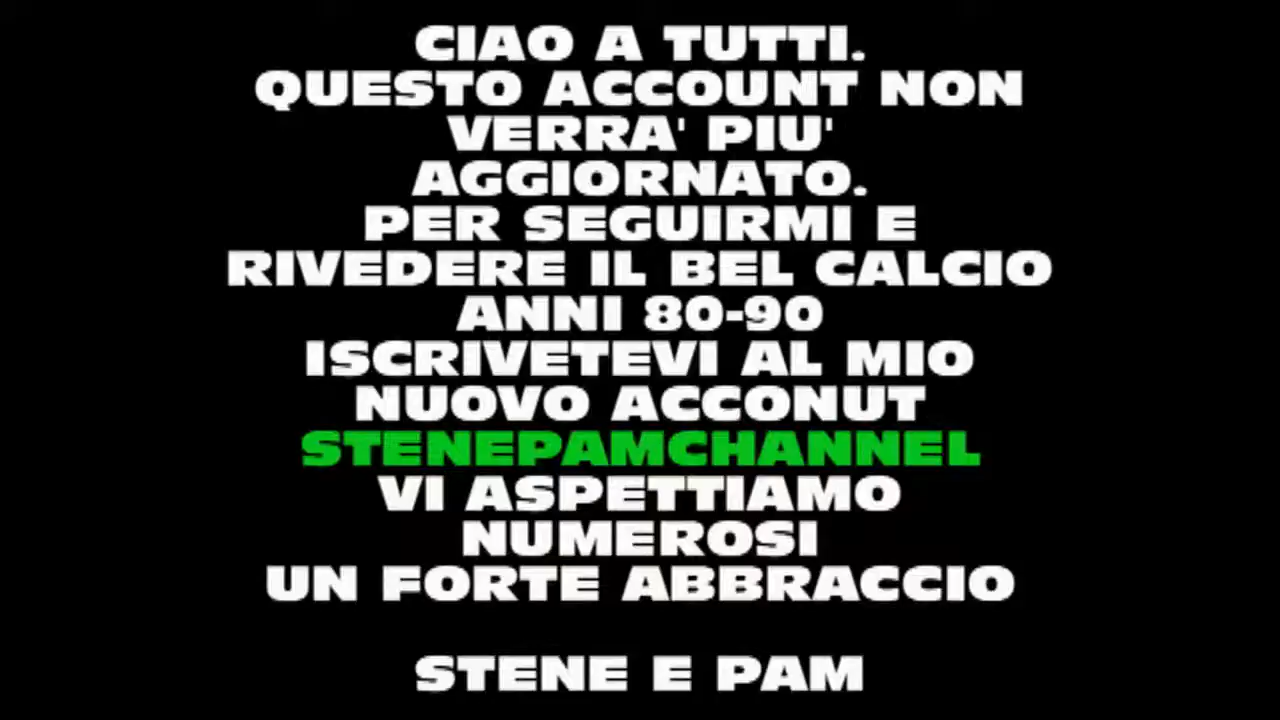 CIAO A TUTTI.
QUESTO ACCOUNT NON
VERRA' PIU'
AGGIORNATO.
PER SEGUIRMI E
RIVEDERE IL BEL CALCIO
ANNI 80-90
ISCRIVETEVI AL MIO
NUOVO ACCONUT
STENEPAMCHANNEL
VI ASPETTIAMO
NUMEROSI
UN FORTE ABBRACCIO
STENE E PAM